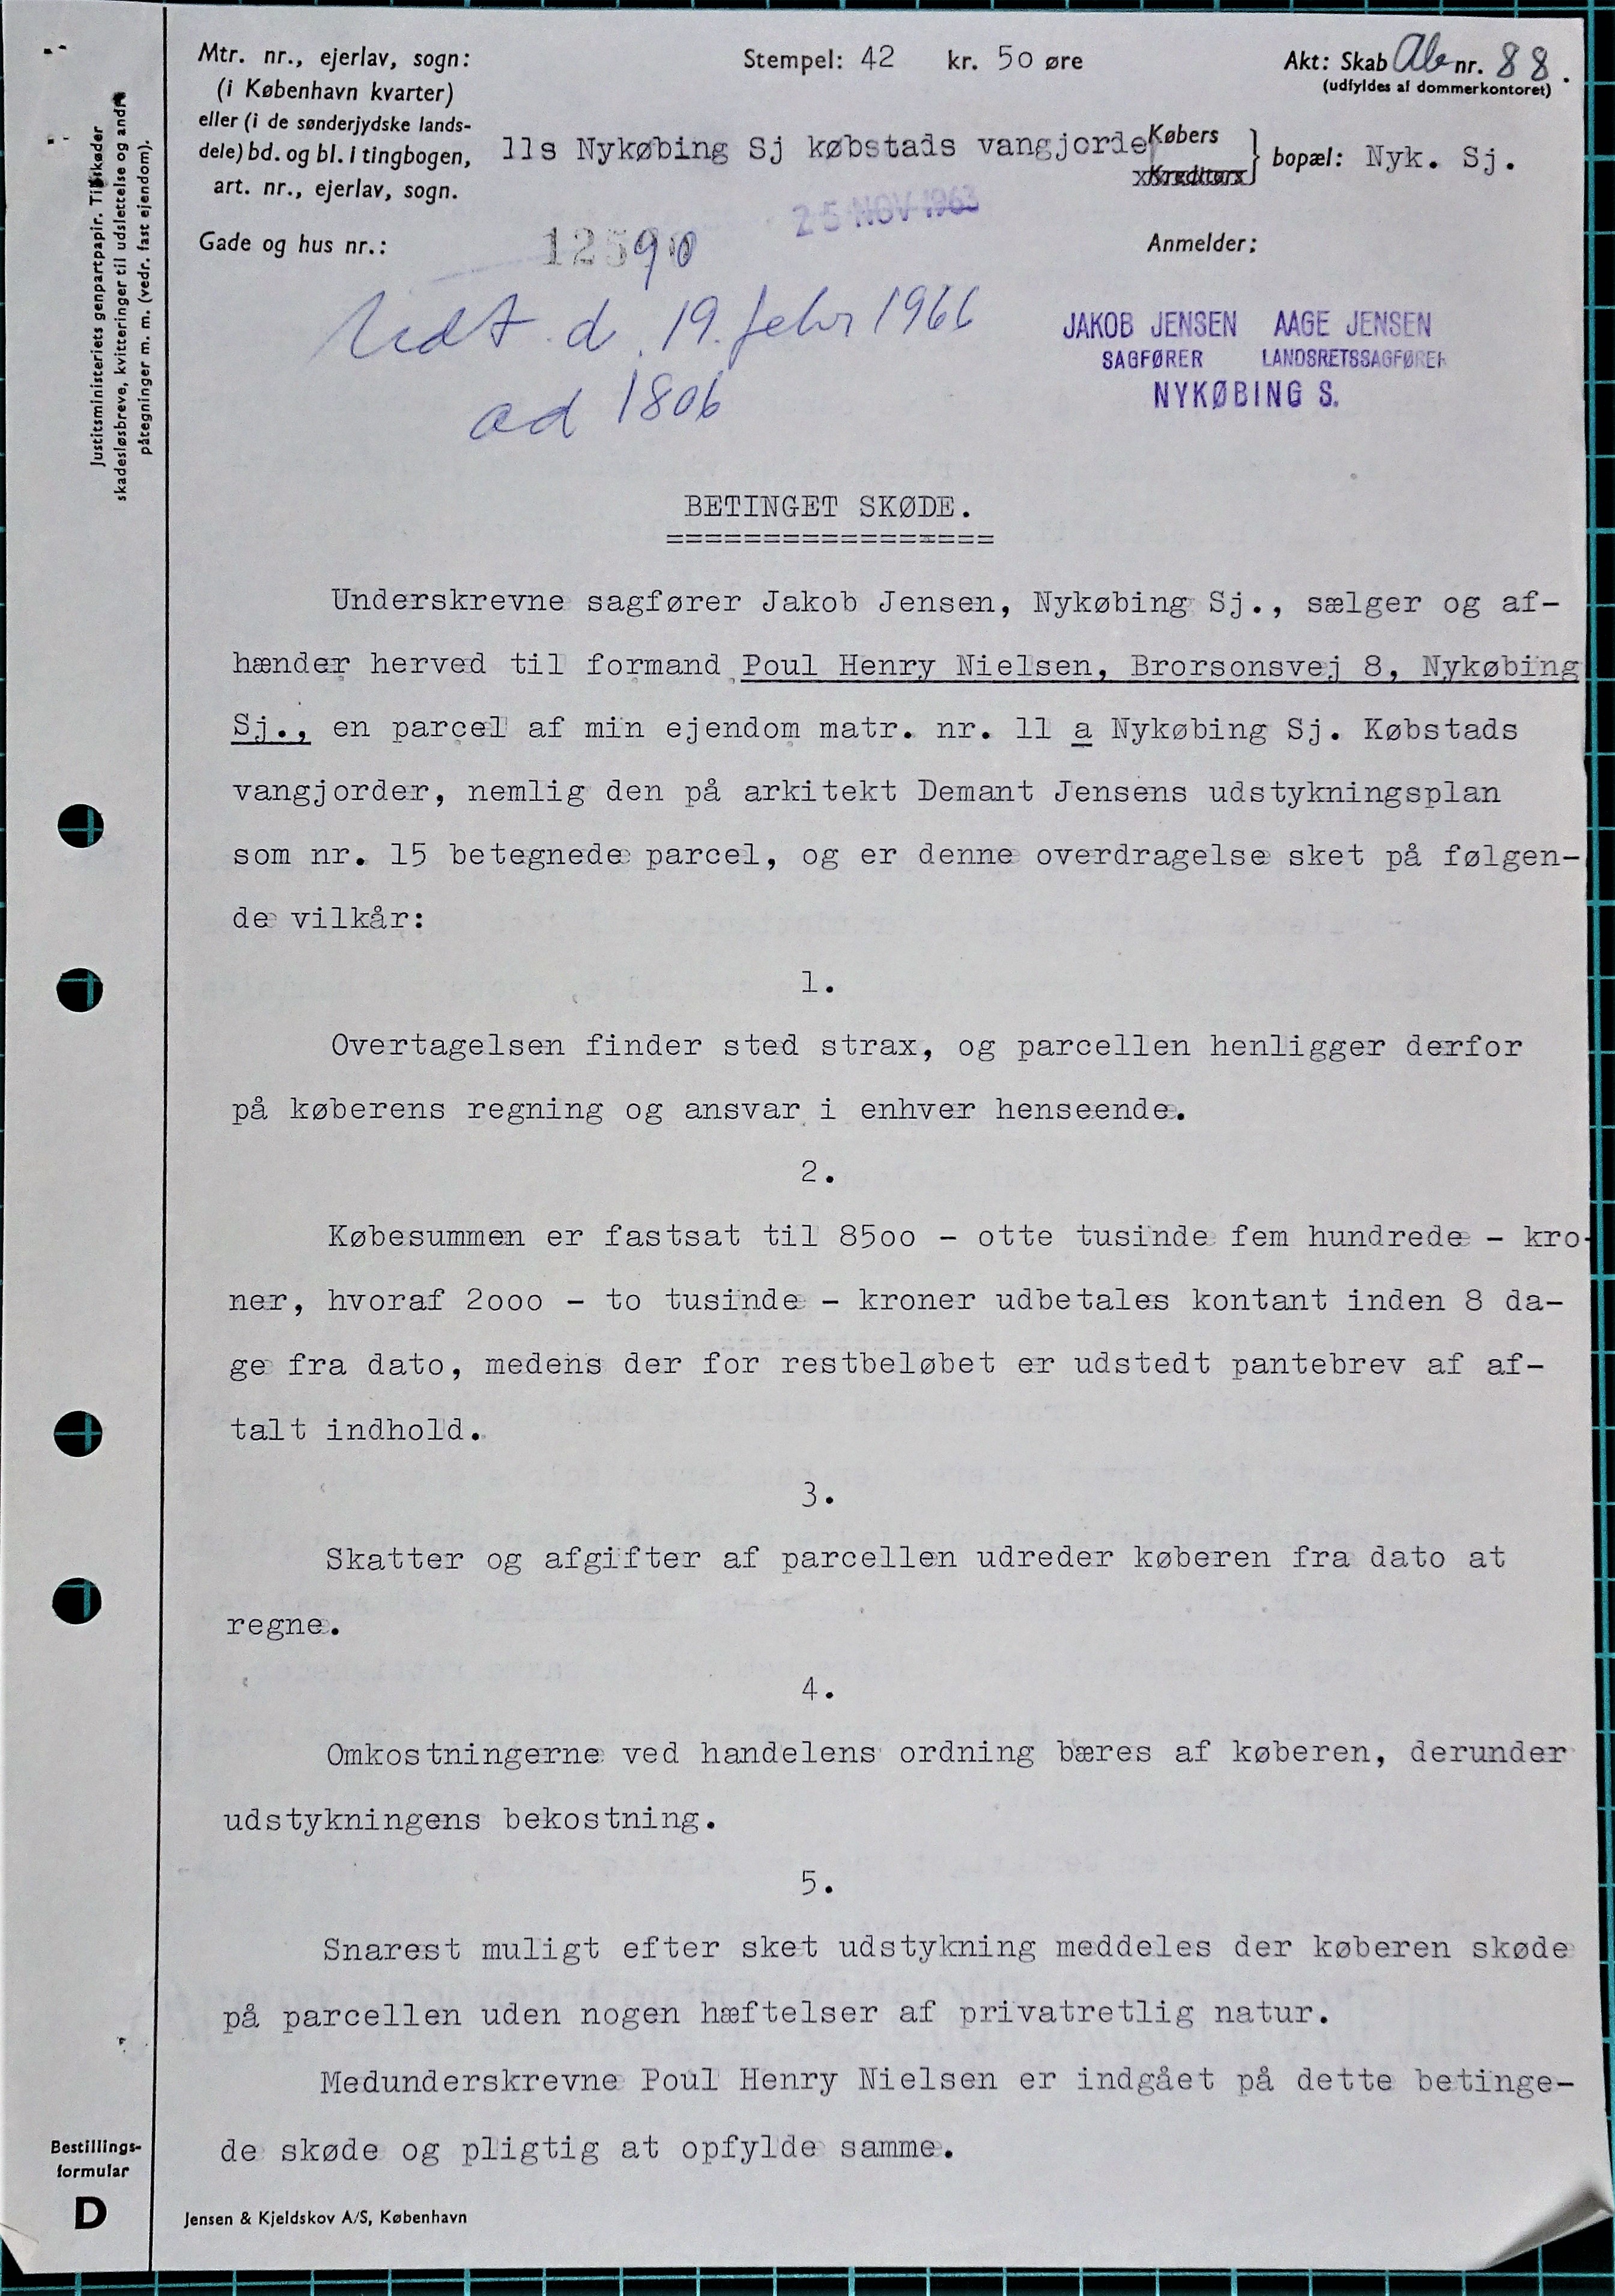 Justitsministeriets genpartpapir. Til skøder
skadesløsbreve, kvitteringer til udslettelse og andre
påtegninger m. m. (vedr. fast ejendom).
Mtr. nr., ejerlav, sogn:
(i København kvarter)
eller (i de sønderjydske lands-
dele) bd. og bl. i tingbogen,
art. nr., ejerlav, sogn.
Stempel: 42 kr. 50 øre
Akt: Skab Ab nr. 88.
(udfyldes af dommerkontoret)
11s Nykøbing Sj købstads vangjorder
Købers
Kreditors
bopæl: Nyk. Sj.
25 NOV 1963
Gade og hus nr.:
12590
Anmelder:
d. 19. febr 1966
ad 1806
JAKOB JENSEN AAGE JENSEN
SAGFØRER LANDSRETSSAGFØRER
NYKØBING S.
BETINGET SKØDE.
=================
Underskrevne sagfører Jakob Jensen, Nykøbing Sj., sælger og af-
hænder herved til formand Poul Henry Nielsen, Brorsonsvej 8, Nykøbing
Sj., en parcel af min ejendom matr. nr. 11 a Nykøbing Sj. Købstads
vangjorder, nemlig den på arkitekt Demant Jensens udstykningsplan
som nr. 15 betegnede parcel, og er denne overdragelse sket på følgen-
de vilkår:
1.
Overtagelsen finder sted strax, og parcellen henligger derfor
på køberens regning og ansvar i enhver henseende.
2.
Købesummen er fastsat til 8500 - otte tusinde fem hundrede - kro-
ner, hvoraf 2000 - to tusinde - kroner udbetales kontant inden 8 da-
ge fra dato, medens der for restbeløbet er udstedt pantebrev af af-
talt indhold.
3.
Skatter og afgifter af parcellen udreder køberen fra dato at
regne.
4.
Omkostningerne ved handelens ordning bæres af køberen, derunder
udstykningens bekostning.
5.
Snarest muligt efter sket udstykning meddeles der køberen skøde
på parcellen uden nogen hæftelser af privatretlig natur.
Medunderskrevne Poul Henry Nielsen er indgået på dette betinge-
de skøde og pligtig at opfylde samme.
Bestillings-
formular
D
Jensen & Kjeldskov A/S, København